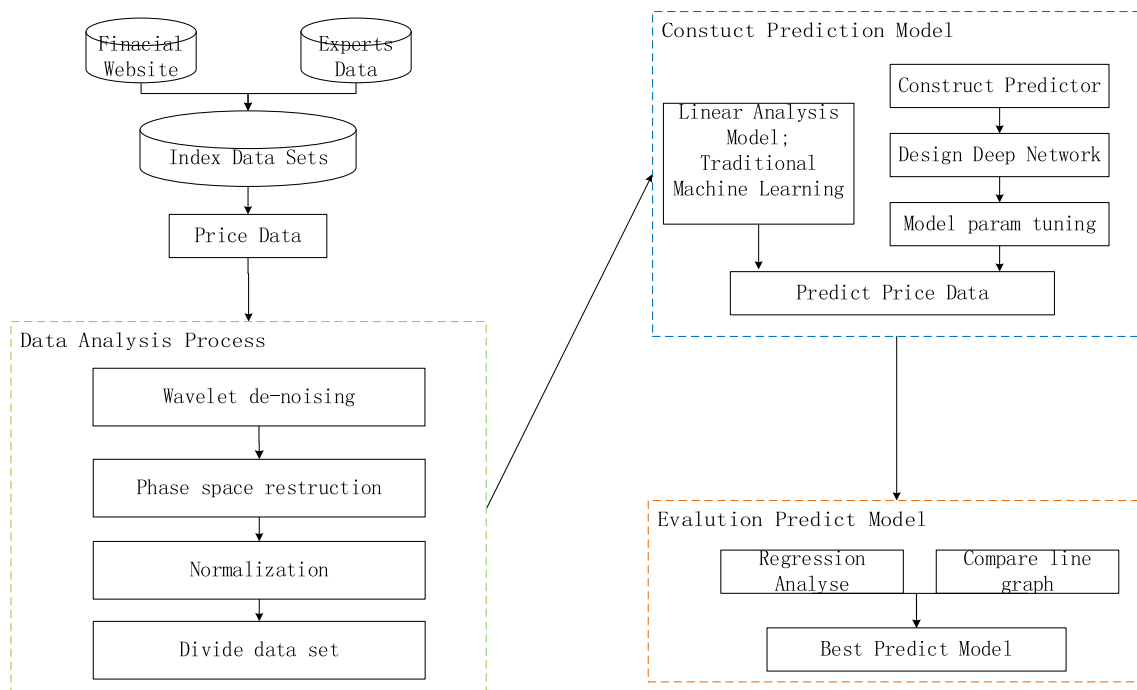 Finacial
Website
Experts
Data
Index Data Sets
Price Data
Data Analysis Process
Wavelet de-noising
Phase space restruction
Normalization
Divide data set
Constuct Prediction Model
Linear Analysis
Model;
Traditional
Machine Learning
Construct Predictor
Design Deep Network
Model param tuning
Predict Price Data
Evalution Predict Model
Regression
Analyse
Compare line
graph
Best Predict Model